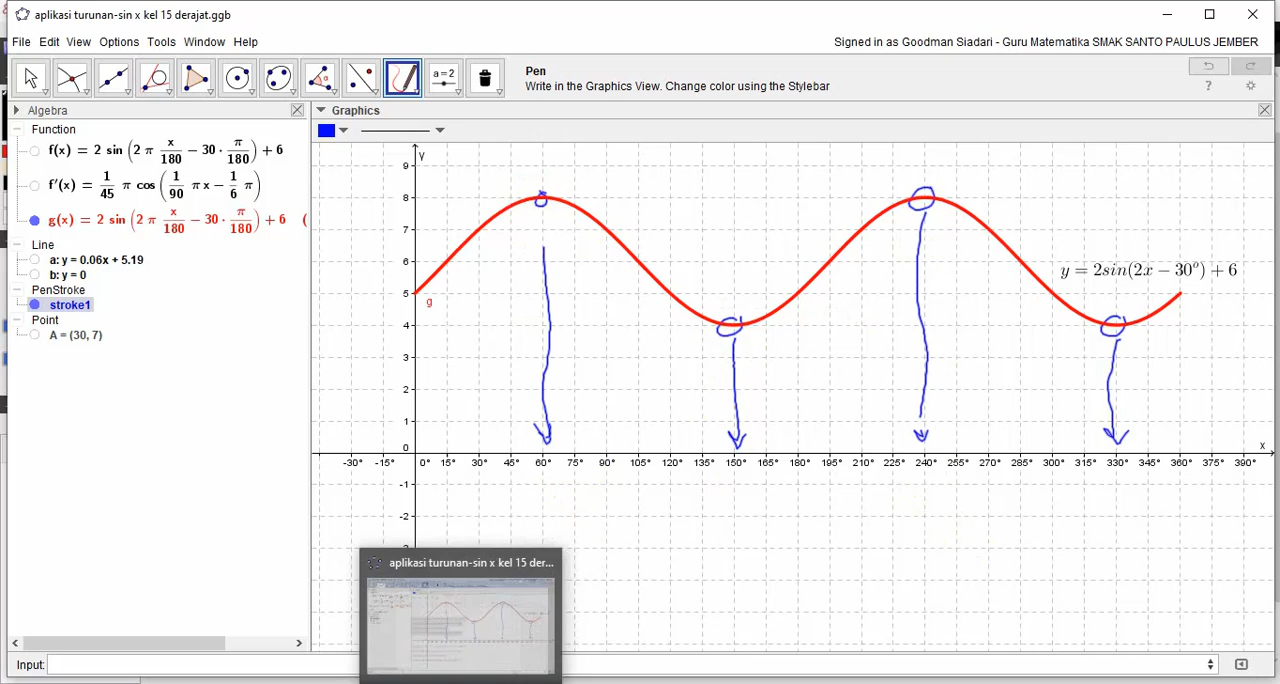 aplikasi turunan-sin x kel 15 derajat.ggb
File Edit View Options Tools Window Help
Signed in as Goodman Siadari - Guru Matematika SMAK SANTO PAULUS JEMBER
a=2
Pen
Write in the Graphics View. Change color using the Stylebar
?
Algebra
Graphics
Function
f(x) = 2 sin (2 π x/180 − 30 · π/180) + 6
f'(x) = 1/45 π cos (1/90 π x − 1/6 π)
g(x) = 2 sin (2 π x/180 − 30 · π/180) + 6 (
Line
a: y = 0.06x + 5.19
b: y = 0
PenStroke
stroke1
Point
A = (30, 7)
y
9
8
7
6
5
4
3
2
1
0
-1
-2
-3
g
y = 2sin(2x − 30°) + 6
x
-30° -15° 0° 15° 30° 45° 60° 75° 90° 105° 120° 135° 150° 165° 180° 195° 210° 225° 240° 255° 270° 285° 300° 315° 330° 345° 360° 375° 390°
aplikasi turunan-sin x kel 15 der...
Input: